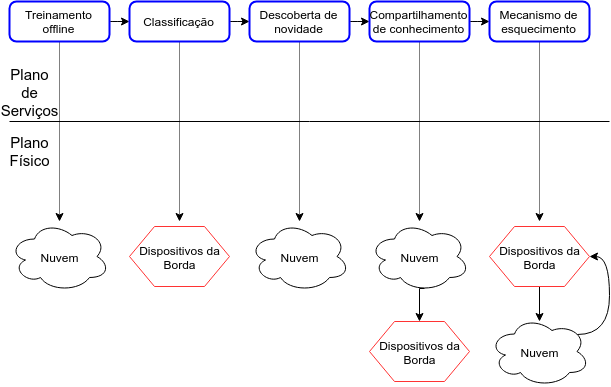 Treinamento
offline
Classificação
Descoberta de
novidade
Compartilhamento
de conhecimento
Mecanismo de
esquecimento
Plano
de
Serviços
Plano
Físico
Nuvem
Dispositivos da
Borda
Nuvem
Nuvem
Dispositivos da
Borda
Dispositivos da
Borda
Nuvem